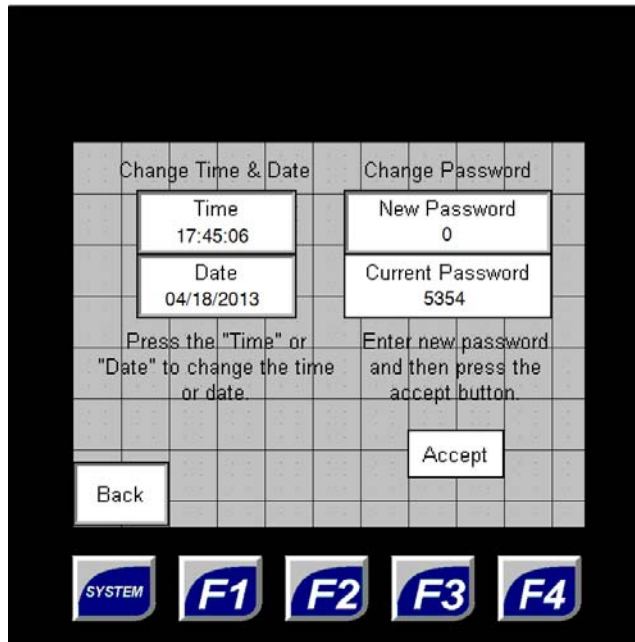 Change Time & Date
Time
17:45:06
Date
04/18/2013
Press the "Time" or
"Date" to change the time
or date.
Change Password
New Password
0
Current Password
5354
Enter new password
and then press the
accept button.
Accept
Back
SYSTEM
F1
F2
F3
F4